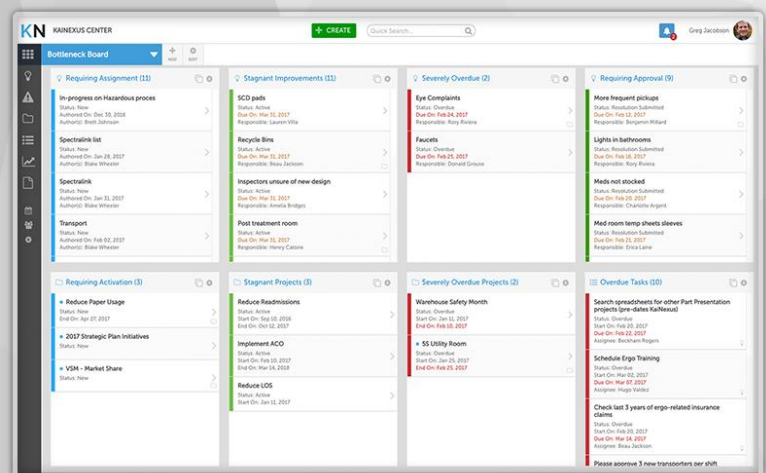 KN KAINEXUS CENTER
+ CREATE
Quick Search...
2
Greg Jacobson
Bottleneck Board
Requiring Assignment (11)
In-progress on Hazardous proces
Status: New
Authored On: Dec 30, 2016
Author(s): Brett Johnson
Spectralink list
Status: New
Authored On: Jan 28, 2017
Author(s): Blake Wheeler
Spectralink
Status: New
Authored On: Jan 31, 2017
Author(s): Blake Wheeler
Transport
Status: New
Authored On: Feb 02, 2017
Author(s): Blake Wheeler
Stagnant Improvements (11)
SCD pads
Status: Active
Due On: Mar 31, 2017
Responsible: Lauren Villa
Recycle Bins
Status: Active
Due On: Mar 31, 2017
Responsible: Beau Jackson
Inspectors unsure of new design
Status: Active
Due On: Mar 31, 2017
Responsible: Amelia Bridges
Post treatment room
Status: Active
Due On: Mar 31, 2017
Responsible: Henry Catone
Severely Overdue (2)
Eye Complaints
Status: Overdue
Due On: Feb 24, 2017
Responsible: Rory Riviera
Faucets
Status: Overdue
Due On: Feb 25, 2017
Responsible: Donald Grouse
Requiring Approval (9)
More frequent pickups
Status: Resolution Submitted
Due On: Feb 12, 2017
Responsible: Benjamin Millard
Lights in bathrooms
Status: Resolution Submitted
Due On: Feb 18, 2017
Responsible: Rory Riviera
Meds not stocked
Status: Resolution Submitted
Due On: Feb 20, 2017
Responsible: Charlotte Argent
Med room temp sheets sleeves
Status: Resolution Submitted
Due On: Feb 21, 2017
Responsible: Erica Laine
Requiring Activation (3)
Reduce Paper Usage
Status: New
End On: Apr 27, 2017
2017 Strategic Plan Initiatives
Status: New
VSM - Market Share
Status: New
Stagnant Projects (3)
Reduce Readmissions
Status: Active
Start On: Sep 10, 2016
End On: Oct 12, 2017
Implement ACO
Status: Active
Start On: Feb 10, 2017
End On: Mar 14, 2018
Reduce LOS
Status: Active
Start On: Jan 11, 2017
Severely Overdue Projects (2)
Warehouse Safety Month
Status: Overdue
Start On: Jan 11, 2017
End On: Feb 10, 2017
5S Utility Room
Status: Overdue
Start On: Jan 25, 2017
End On: Feb 25, 2017
Overdue Tasks (10)
Search spreadsheets for other Part Presentation
projects (pre-dates KaiNexus)
Status: Overdue
Start On: Feb 20, 2017
Due On: Feb 22, 2017
Assignee: Beckham Rogers
Schedule Ergo Training
Status: Overdue
Start On: Mar 02, 2017
Due On: Mar 07, 2017
Assignee: Hugo Valdez
Check last 3 years of ergo-related insurance
claims
Status: Overdue
Start On: Feb 20, 2017
Due On: Mar 14, 2017
Assignee: Beau Jackson
Please approve 3 new transporters per shift